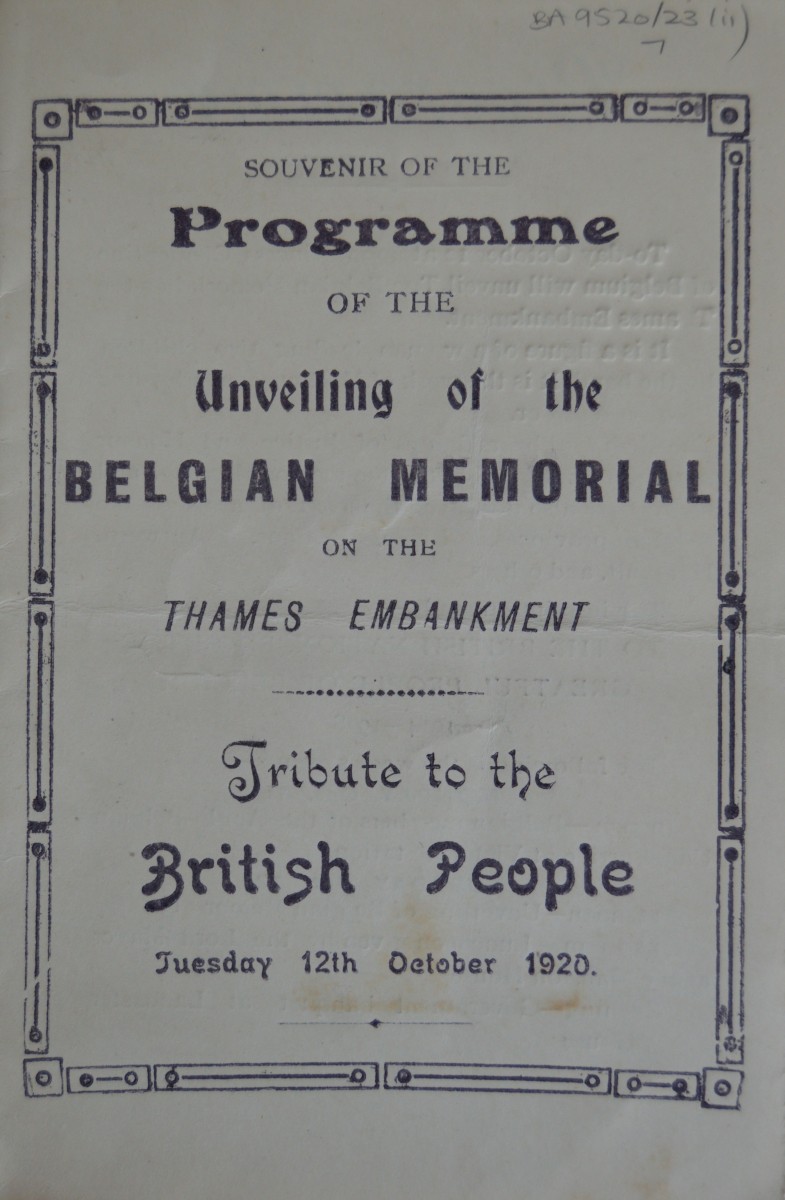 BA 9520/23 (ii)
7
SOUVENIR OF THE
Programme
OF THE
Unveiling of the
BELGIAN MEMORIAL
ON THE
THAMES EMBANKMENT
Tribute to the
British People
Tuesday 12th October 1920.